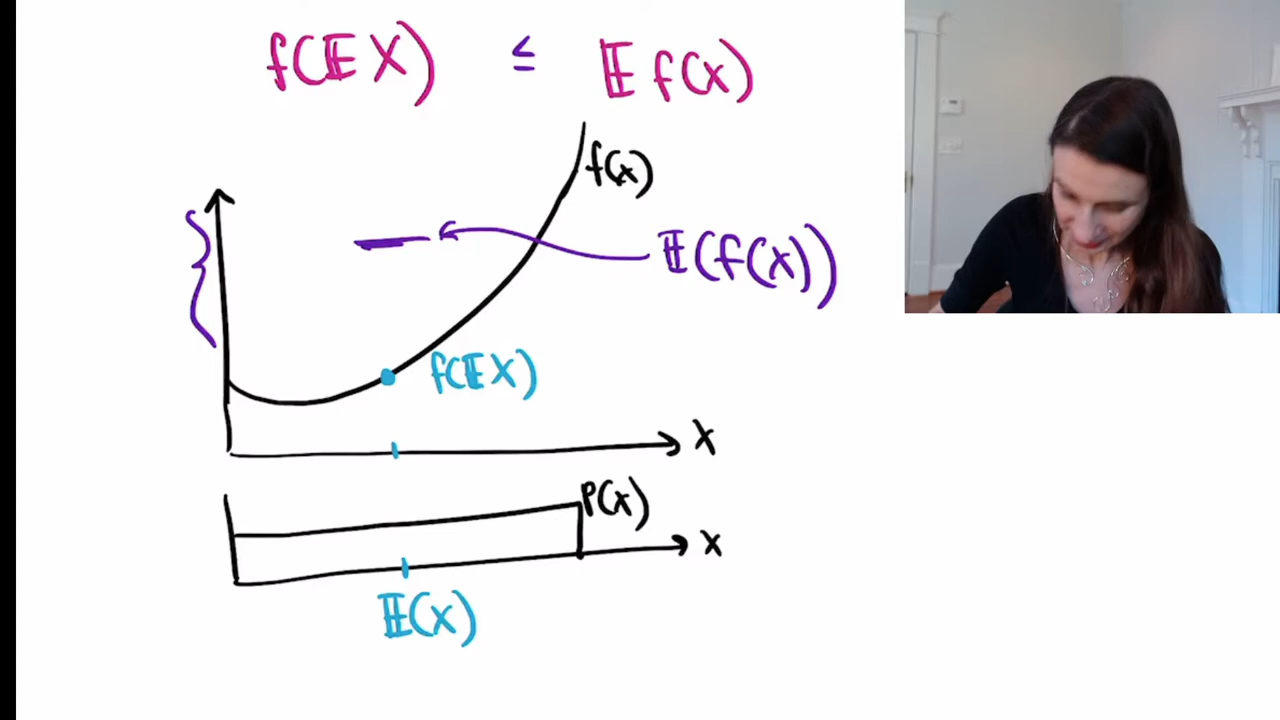 f(𝔼X) ≤ 𝔼f(x)
f(x)
𝔼(f(X))
f(𝔼X)
X
P(x)
x
𝔼(x)